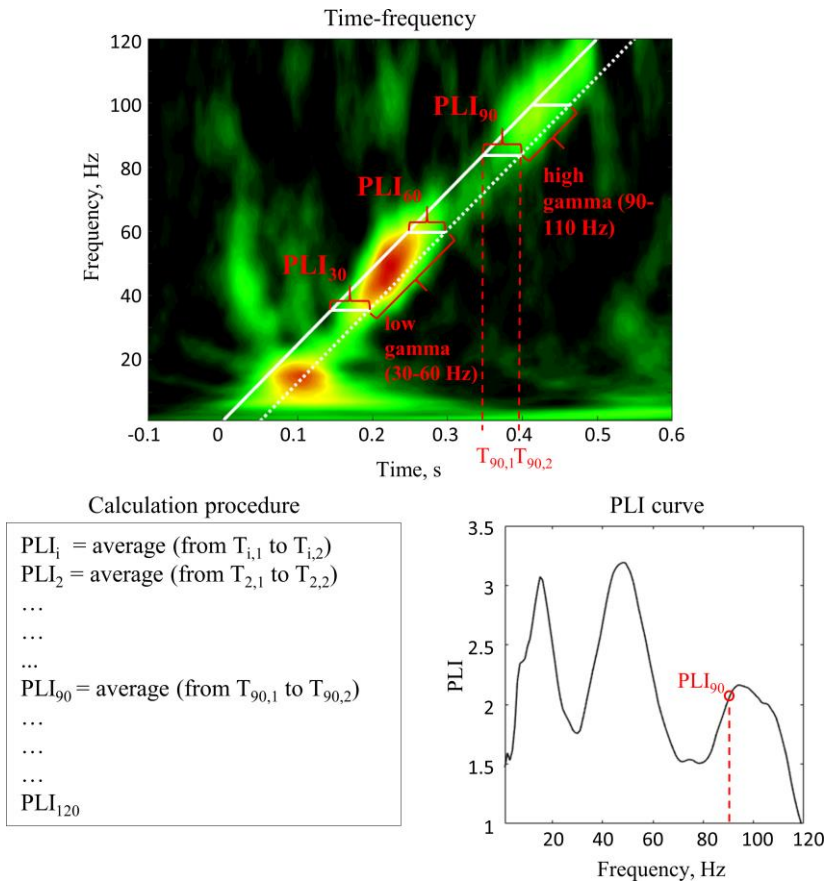 Time-frequency
120
100
80
60
40
20
Frequency, Hz
PLI90
PLI60
PLI30
high
gamma (90-
110 Hz)
low
gamma
(30-60 Hz)
-0.1 0 0.1 0.2 0.3 0.4 0.5 0.6
T90,1 T90,2
Time, s
Calculation procedure
PLIi = average (from Ti,1 to Ti,2)
PLI2 = average (from T2,1 to T2,2)
…
…
...
PLI90 = average (from T90,1 to T90,2)
…
…
…
PLI120
PLI curve
3.5
3
2.5
2
1.5
1
PLI
PLI90
20 40 60 80 100 120
Frequency, Hz